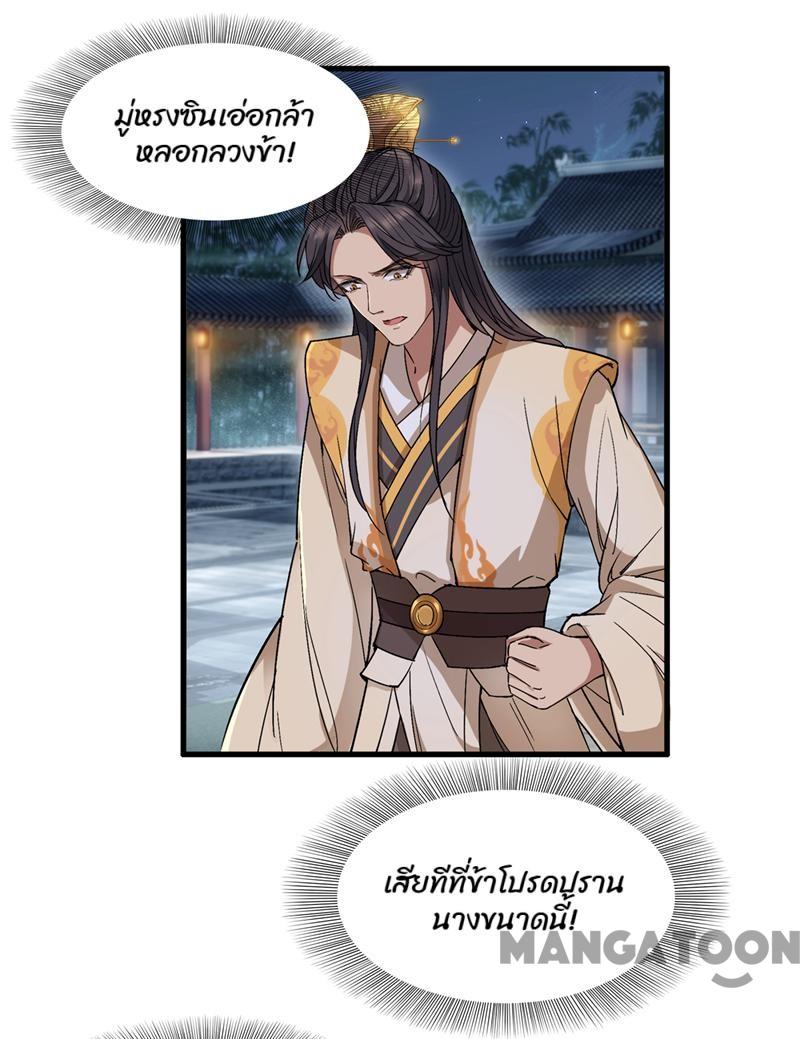 มู่หรงซินเอ่อกล้า
หลอกลวงข้า!
เสียทีที่ข้าโปรดปราน
นางขนาดนี้!
MANGATOON